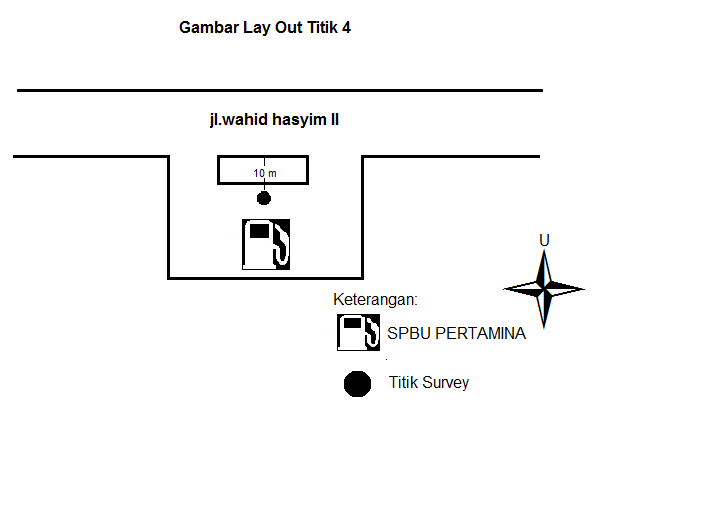 Gambar Lay Out Titik 4
jl.wahid hasyim II
10 m
U
Keterangan:
SPBU PERTAMINA
Titik Survey